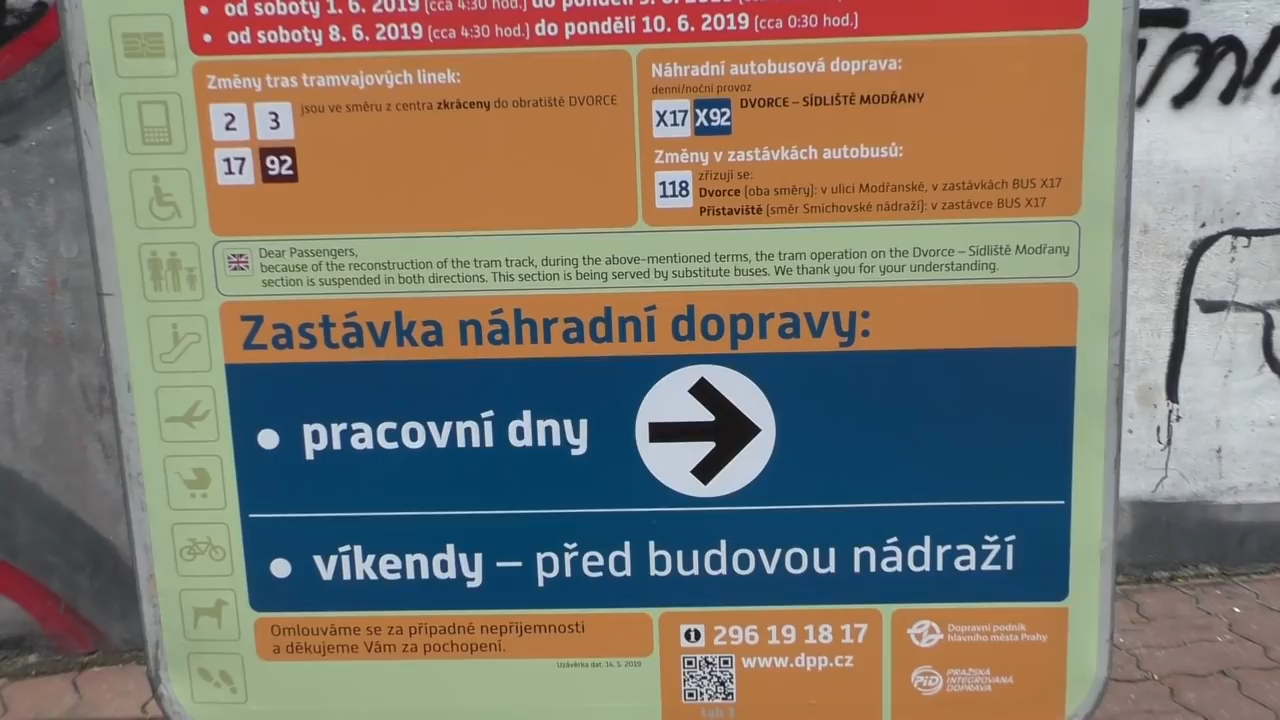 • od soboty 1. 6. 2019 (cca 4:30 hod.) do pondělí
• od soboty 8. 6. 2019 (cca 4:30 hod.) do pondělí 10. 6. 2019 (cca 0:30 hod.)
Změny tras tramvajových linek:
2 3 jsou ve směru z centra zkráceny do obratiště DVORCE
17 92
Náhradní autobusová doprava:
denní/noční provoz
X17 X92 DVORCE – SÍDLIŠTĚ MODŘANY
Změny v zastávkách autobusů:
118 zřizují se:
Dvorce (oba směry): v ulici Modřanské, v zastávkách BUS X17
Přístaviště (směr Smíchovské nádraží): v zastávce BUS X17
Dear Passengers,
because of the reconstruction of the tram track, during the above-mentioned terms, the tram operation on the Dvorce – Sídliště Modřany
section is suspended in both directions. This section is being served by substitute buses. We thank you for your understanding.
Zastávka náhradní dopravy:
• pracovní dny
• víkendy – před budovou nádraží
Omlouváme se za případné nepříjemnosti
a děkujeme Vám za pochopení.
Uzávěrka dat: 14. 5. 2019
296 19 18 17
www.dpp.cz
Dopravní podnik
hlavního města Prahy
PID PRAŽSKÁ
INTEGROVANÁ
DOPRAVA